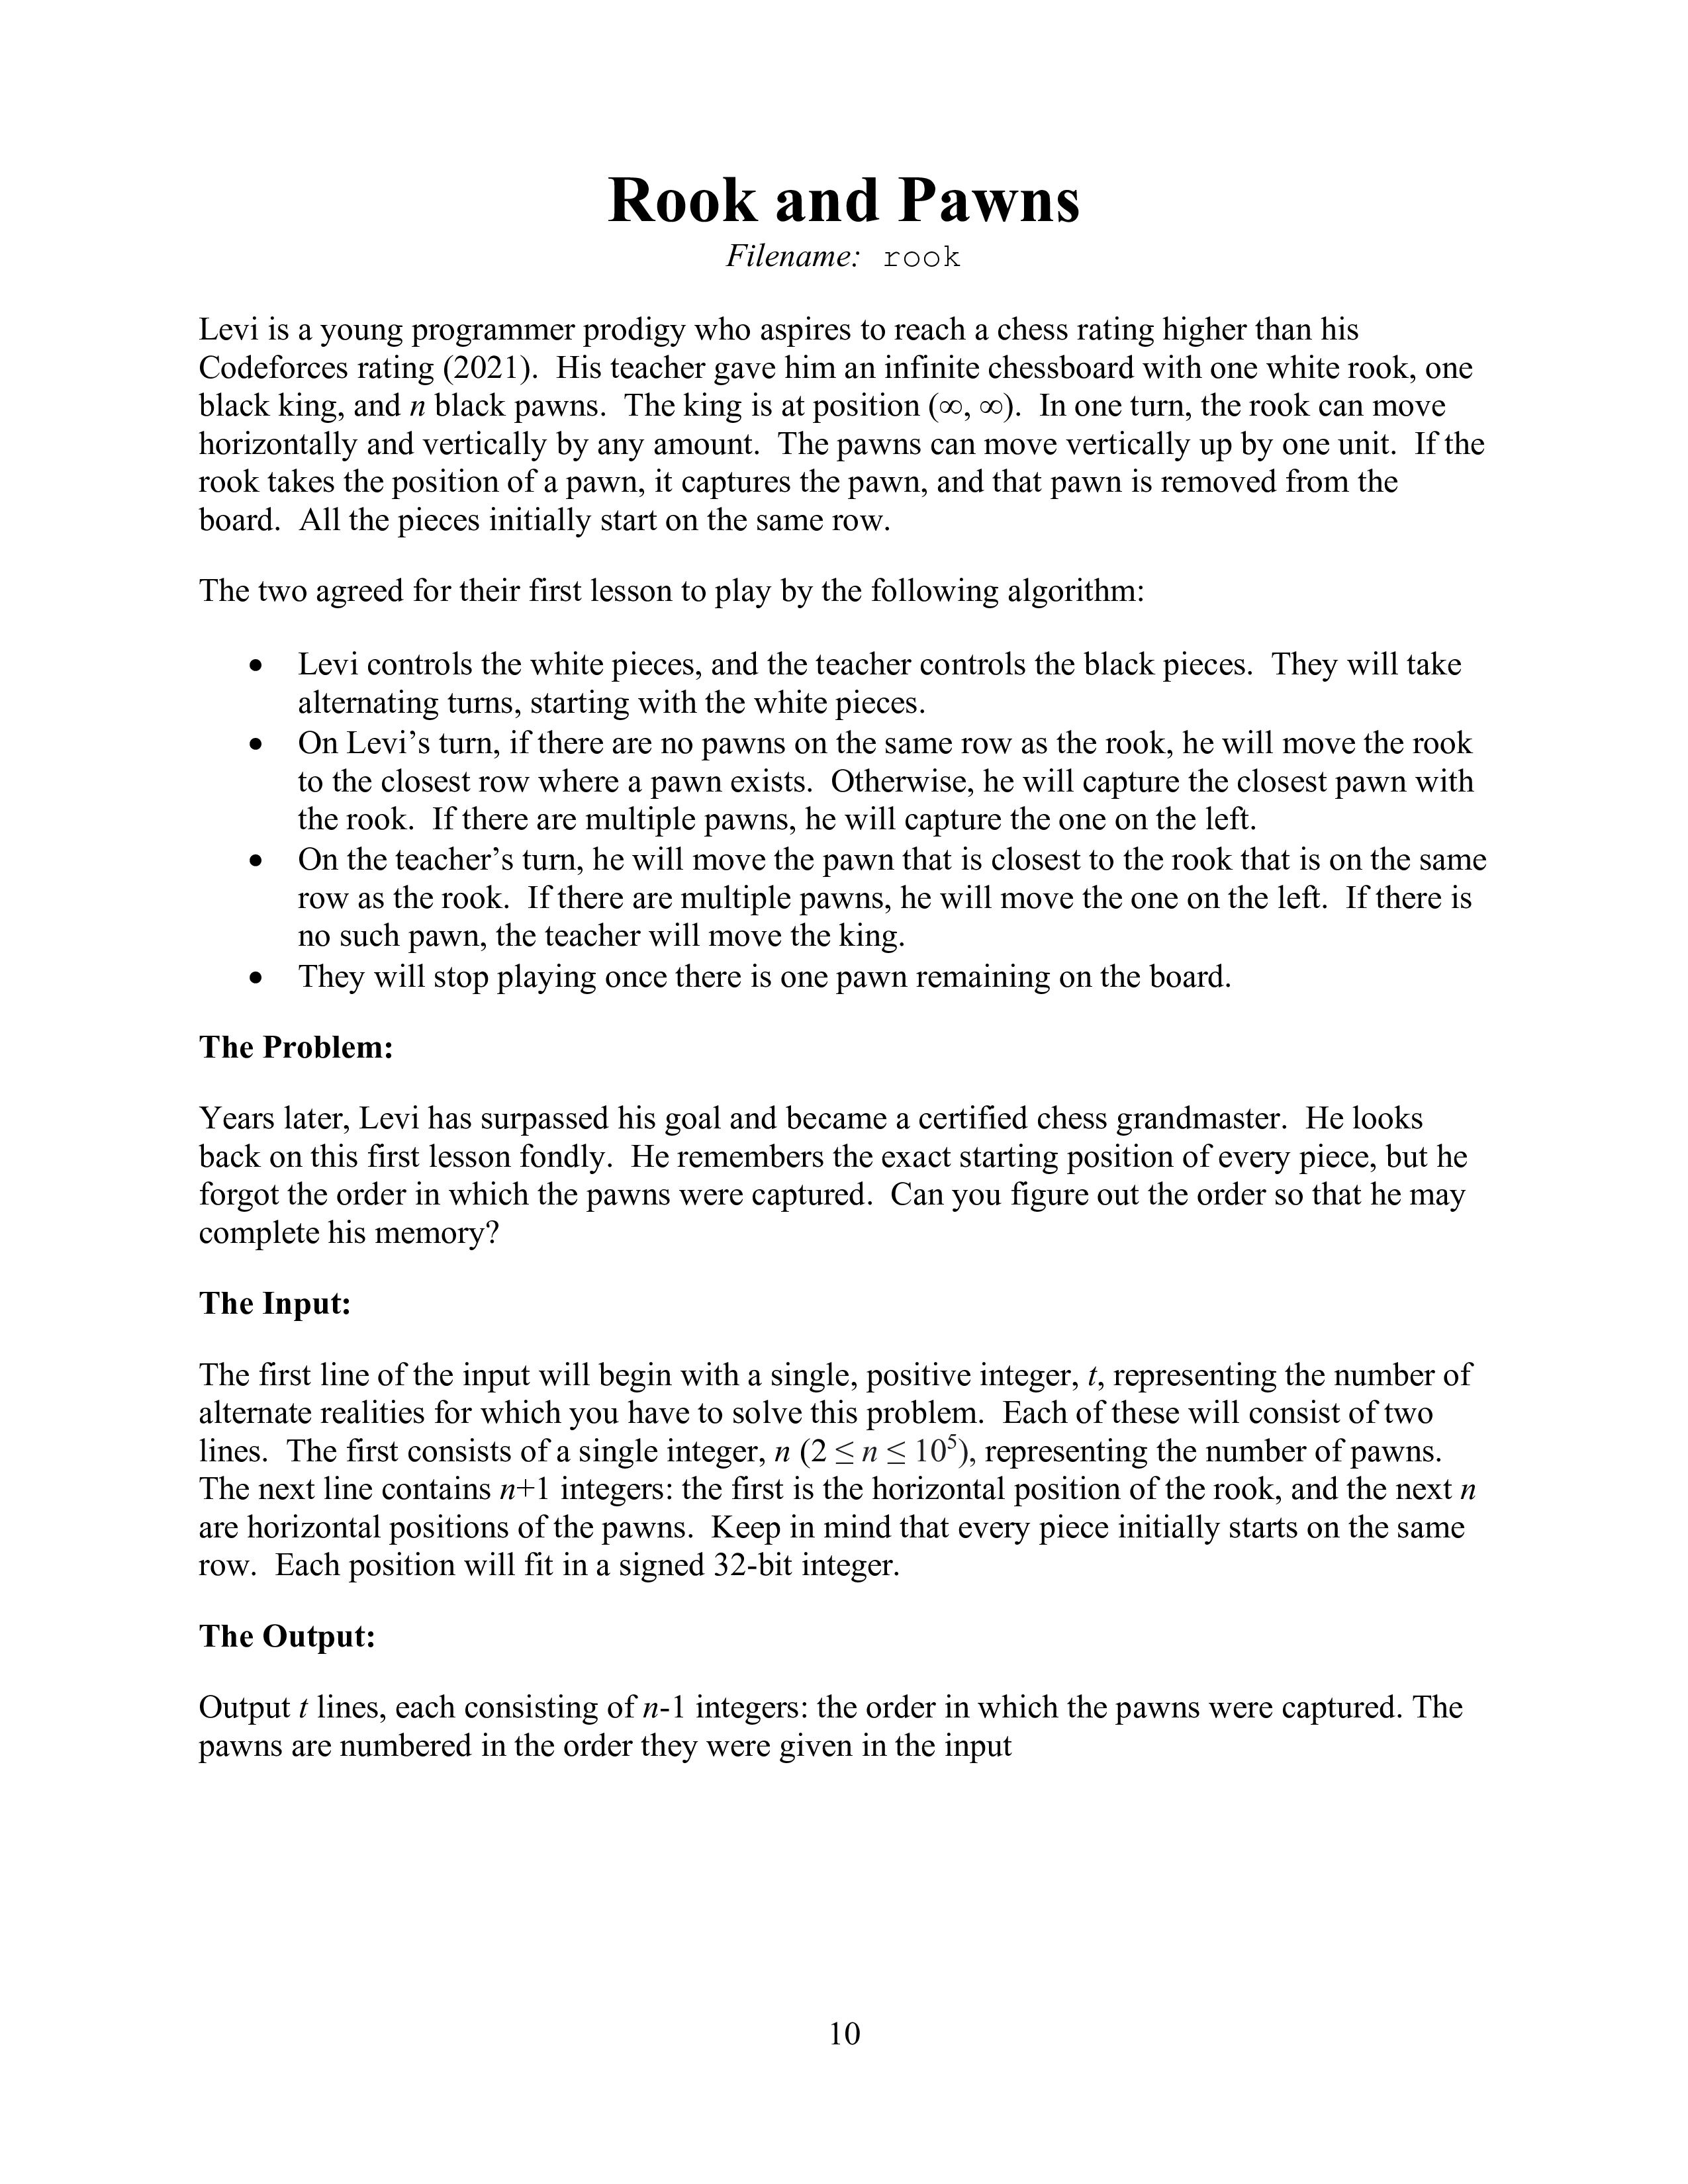 Rook and Pawns
Filename: rook
Levi is a young programmer prodigy who aspires to reach a chess rating higher than his
Codeforces rating (2021). His teacher gave him an infinite chessboard with one white rook, one
black king, and n black pawns. The king is at position (∞, ∞). In one turn, the rook can move
horizontally and vertically by any amount. The pawns can move vertically up by one unit. If the
rook takes the position of a pawn, it captures the pawn, and that pawn is removed from the
board. All the pieces initially start on the same row.
The two agreed for their first lesson to play by the following algorithm:
• Levi controls the white pieces, and the teacher controls the black pieces. They will take
alternating turns, starting with the white pieces.
• On Levi’s turn, if there are no pawns on the same row as the rook, he will move the rook
to the closest row where a pawn exists. Otherwise, he will capture the closest pawn with
the rook. If there are multiple pawns, he will capture the one on the left.
• On the teacher’s turn, he will move the pawn that is closest to the rook that is on the same
row as the rook. If there are multiple pawns, he will move the one on the left. If there is
no such pawn, the teacher will move the king.
• They will stop playing once there is one pawn remaining on the board.
The Problem:
Years later, Levi has surpassed his goal and became a certified chess grandmaster. He looks
back on this first lesson fondly. He remembers the exact starting position of every piece, but he
forgot the order in which the pawns were captured. Can you figure out the order so that he may
complete his memory?
The Input:
The first line of the input will begin with a single, positive integer, t, representing the number of
alternate realities for which you have to solve this problem. Each of these will consist of two
lines. The first consists of a single integer, n (2 ≤ n ≤ 10⁵), representing the number of pawns.
The next line contains n+1 integers: the first is the horizontal position of the rook, and the next n
are horizontal positions of the pawns. Keep in mind that every piece initially starts on the same
row. Each position will fit in a signed 32-bit integer.
The Output:
Output t lines, each consisting of n-1 integers: the order in which the pawns were captured. The
pawns are numbered in the order they were given in the input
10